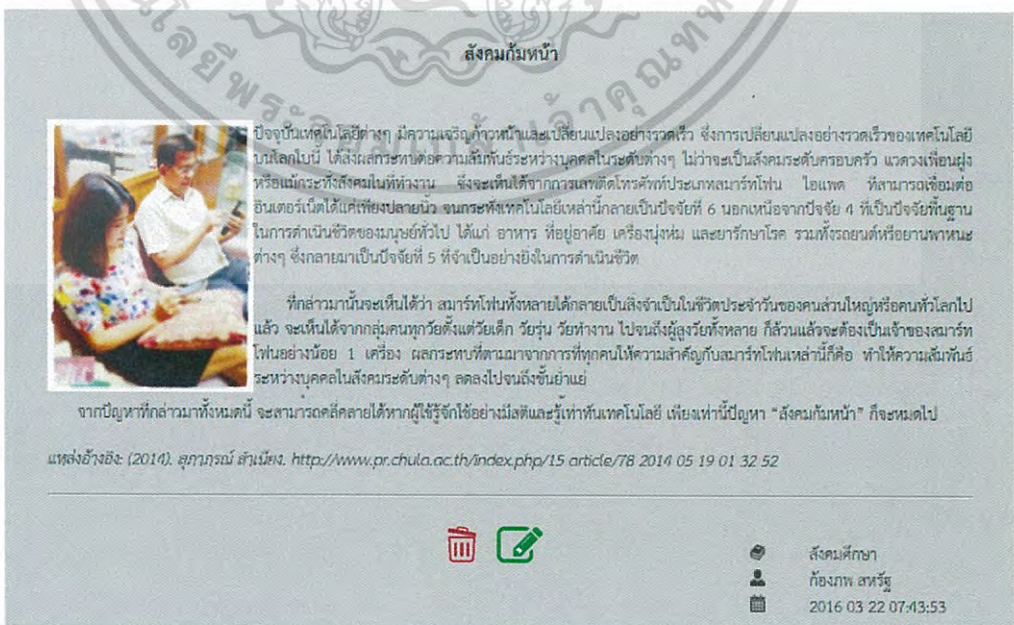 สังคมก้มหน้า
ปัจจุบันเทคโนโลยีต่างๆ มีความเจริญก้าวหน้าและเปลี่ยนแปลงอย่างรวดเร็ว ซึ่งการเปลี่ยนแปลงอย่างรวดเร็วของเทคโนโลยี
บนโลกใบนี้ ได้ส่งผลกระทบต่อความสัมพันธ์ระหว่างบุคคลในระดับต่างๆ ไม่ว่าจะเป็นสังคมระดับครอบครัว แวดวงเพื่อนฝูง
หรือแม้กระทั่งสังคมในที่ทำงาน ซึ่งจะเห็นได้จากการเสพติดโทรศัพท์ประเภทสมาร์ทโฟน ไอแพด ที่สามารถเชื่อมต่อ
อินเตอร์เน็ตได้แค่เพียงปลายนิ้ว จนกระทั่งเทคโนโลยีเหล่านี้กลายเป็นปัจจัยที่ 6 นอกเหนือจากปัจจัย 4 ที่เป็นปัจจัยพื้นฐาน
ในการดำเนินชีวิตของมนุษย์ทั่วไป ได้แก่ อาหาร ที่อยู่อาศัย เครื่องนุ่งห่ม และยารักษาโรค รวมทั้งรถยนต์หรือยานพาหนะ
ต่างๆ ซึ่งกลายมาเป็นปัจจัยที่ 5 ที่จำเป็นอย่างยิ่งในการดำเนินชีวิต
ที่กล่าวมานั้นจะเห็นได้ว่า สมาร์ทโฟนทั้งหลายได้กลายเป็นสิ่งจำเป็นในชีวิตประจำวันของคนส่วนใหญ่หรือคนทั่วโลกไป
แล้ว จะเห็นได้จากกลุ่มคนทุกวัยตั้งแต่วัยเด็ก วัยรุ่น วัยทำงาน ไปจนถึงผู้สูงวัยทั้งหลาย ก็ล้วนแล้วจะต้องเป็นเจ้าของสมาร์ท
โฟนอย่างน้อย 1 เครื่อง ผลกระทบที่ตามมาจากการที่ทุกคนให้ความสำคัญกับสมาร์ทโฟนเหล่านี้ก็คือ ทำให้ความสัมพันธ์
ระหว่างบุคคลในสังคมระดับต่างๆ ลดลงไปจนถึงขั้นย่ำแย่
จากปัญหาที่กล่าวมาทั้งหมดนี้ จะสามารถคลี่คลายได้หากผู้ใช้รู้จักใช้อย่างมีสติและรู้เท่าทันเทคโนโลยี เพียงเท่านี้ปัญหา “สังคมก้มหน้า” ก็จะหมดไป
แหล่งอ้างอิง: (2014). สุภาภรณ์ สำเนียง. http://www.pr.chula.ac.th/index.php/15 article/78 2014 05 19 01 32 52
สังคมศึกษา
ก้องภพ สหรัฐ
2016 03 22 07:43:53